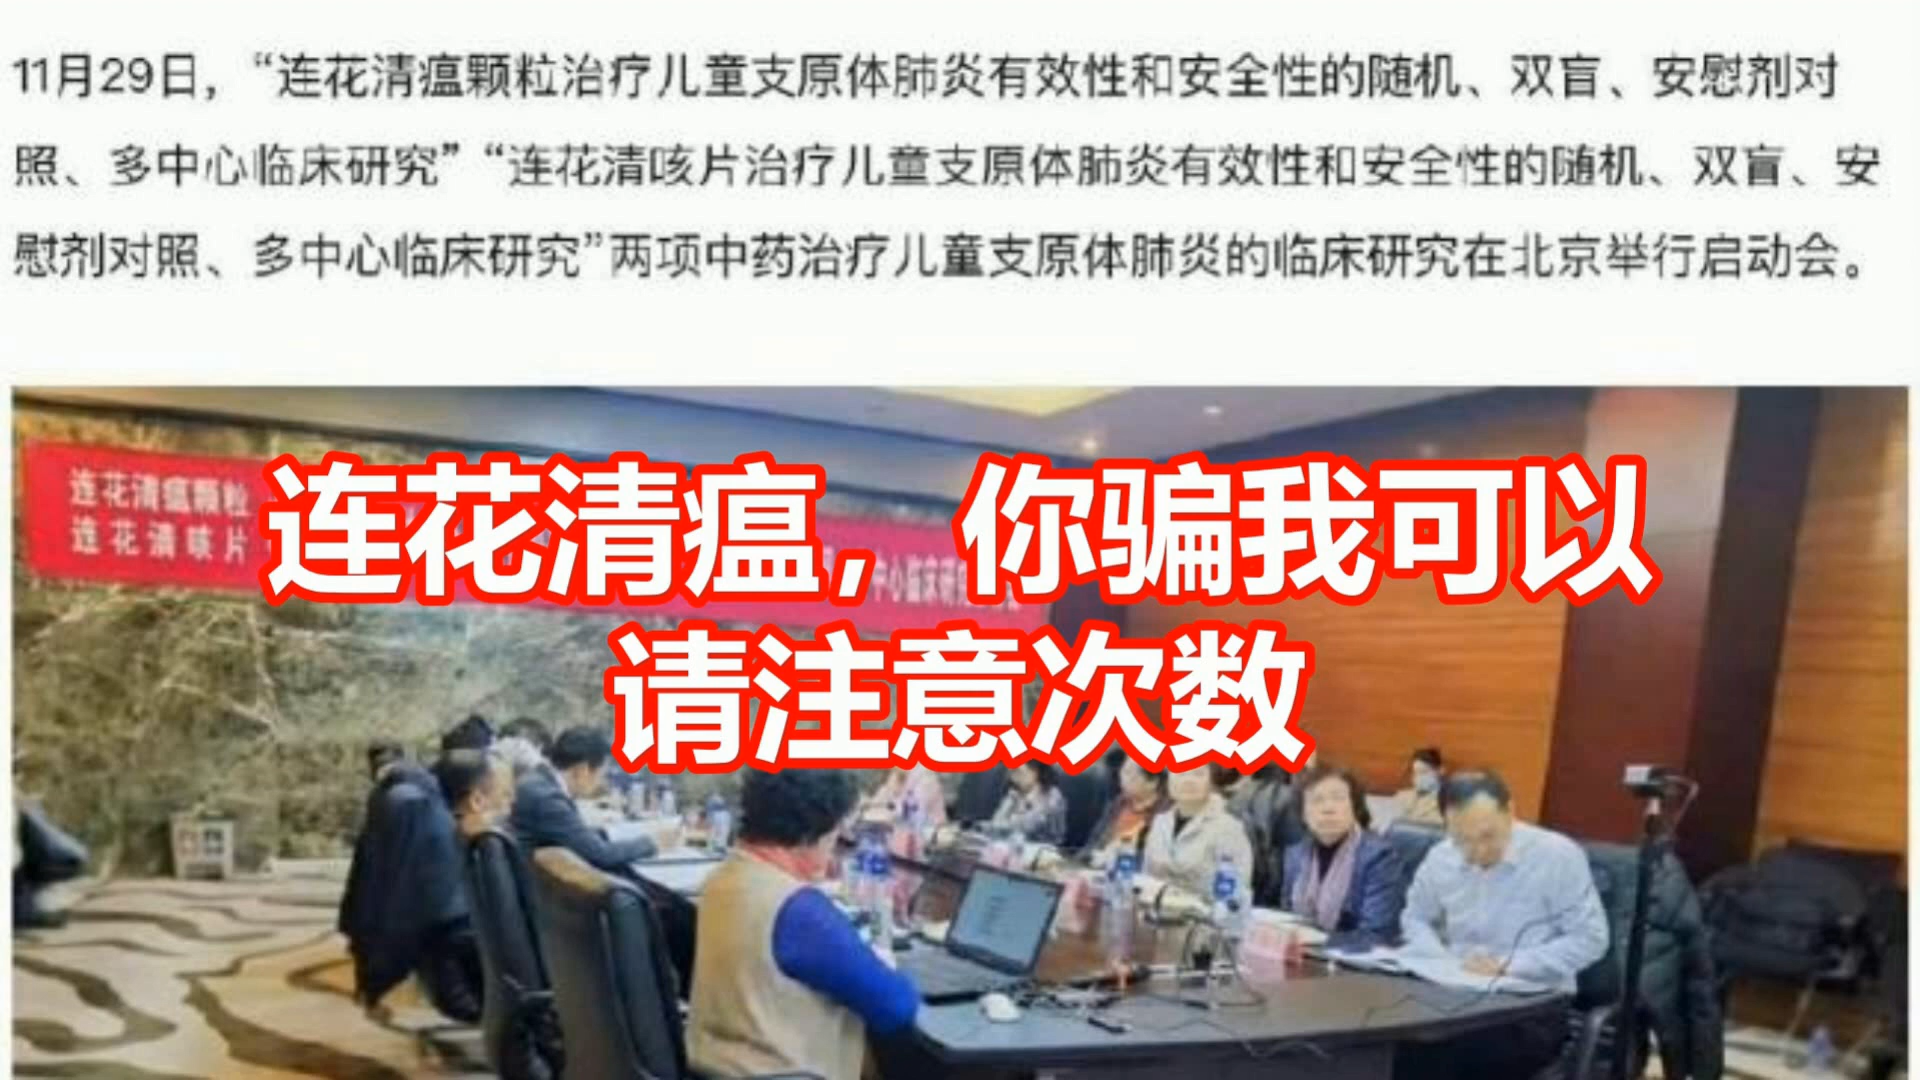 11月29日，“连花清瘟颗粒治疗儿童支原体肺炎有效性和安全性的随机、双盲、安慰剂对
照、多中心临床研究”“连花清咳片治疗儿童支原体肺炎有效性和安全性的随机、双盲、安
慰剂对照、多中心临床研究”两项中药治疗儿童支原体肺炎的临床研究在北京举行启动会。
连花清瘟颗粒
连花清咳片
中心临床研究
连花清瘟，你骗我可以
请注意次数